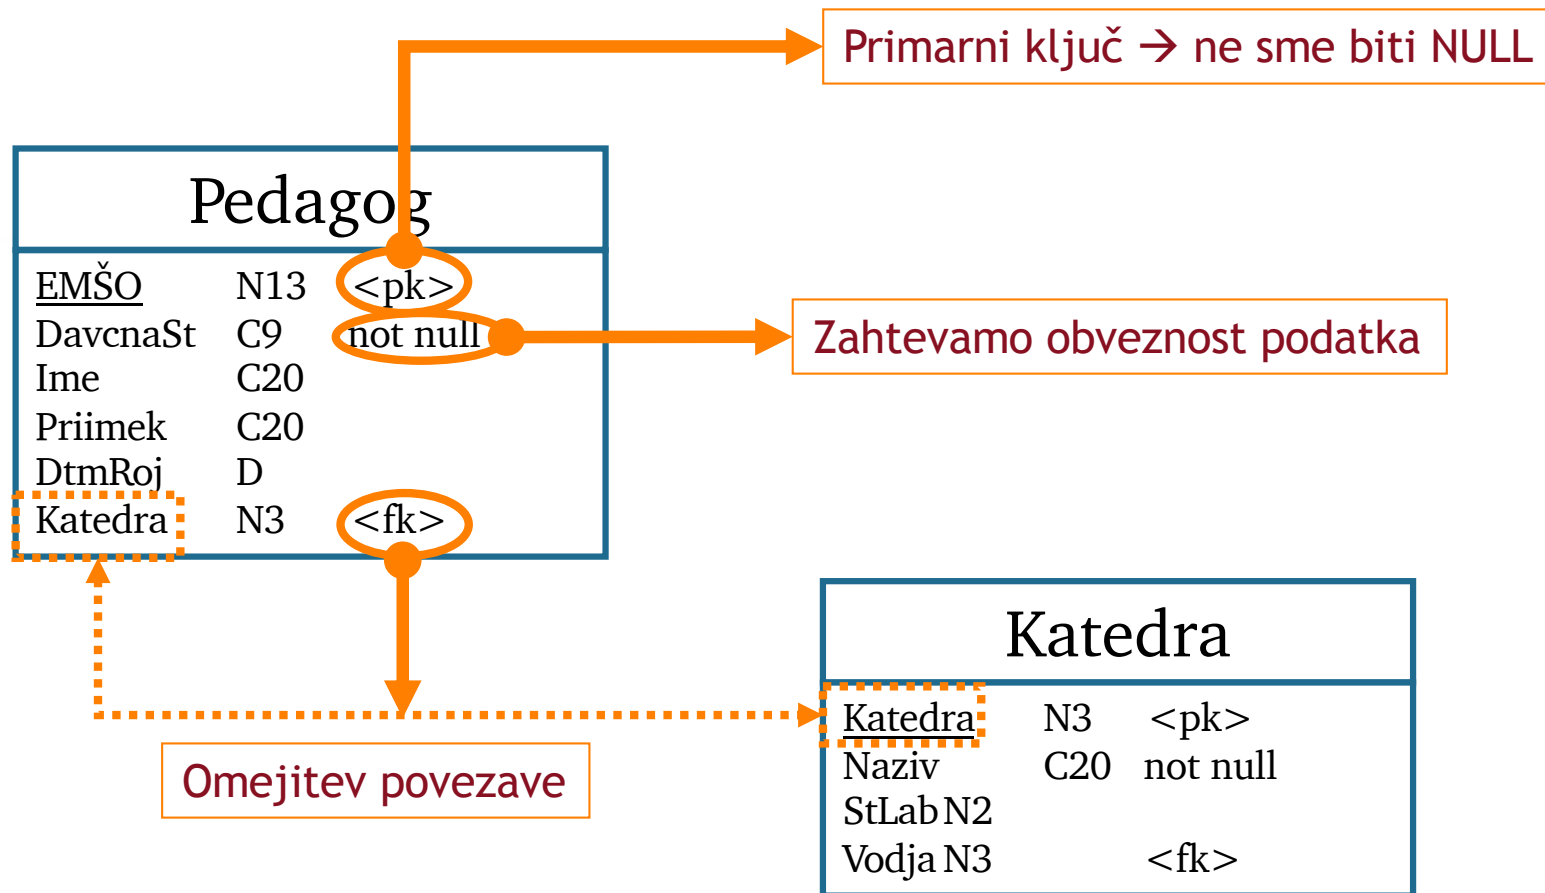 Primarni ključ → ne sme biti NULL
Pedagog
EMŠO N13 <pk>
DavcnaSt C9 not null
Zahtevamo obveznost podatka
Ime C20
Priimek C20
DtmRoj D
Katedra N3 <fk>
Katedra
Katedra N3 <pk>
Omejitev povezave
Naziv C20 not null
StLab N2
Vodja N3 <fk>